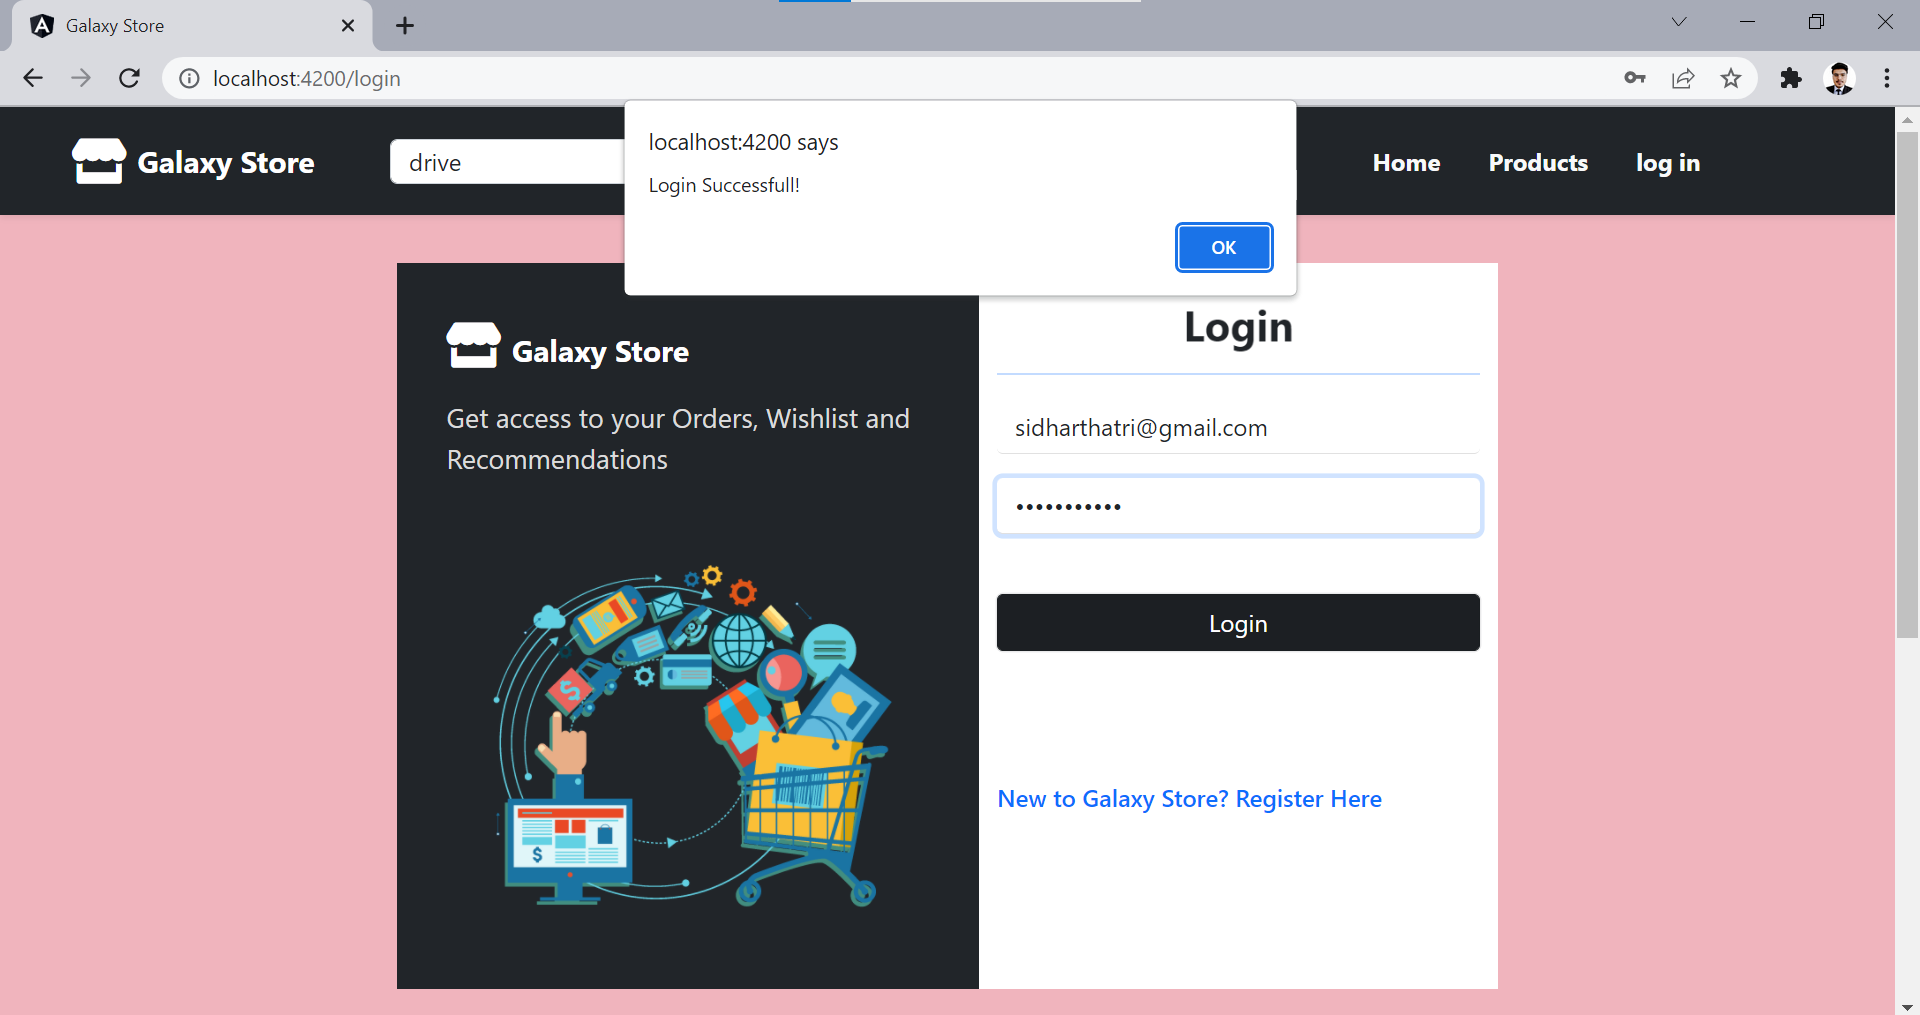 Galaxy Store
localhost:4200/login
localhost:4200 says
Login Successfull!
OK
Galaxy Store
drive
Home
Products
log in
Galaxy Store
Get access to your Orders, Wishlist and
Recommendations
$
$
Login
sidharthatri@gmail.com
•••••••••••
Login
New to Galaxy Store? Register Here